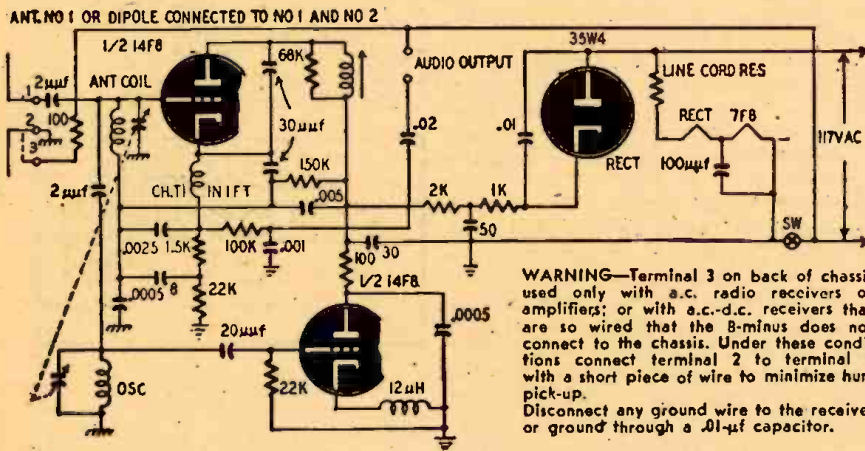 ANT. NO 1 OR DIPOLE CONNECTED TO NO 1 AND NO 2
1/2 14F8
68K
AUDIO OUTPUT
35W4
LINE CORD RES
2µµf
ANT COIL
1
2
3
100
30µµf
.02
.01
RECT
RECT
7F8
117VAC
150K
100µµf
2µµf
CH.T1
IN IFT
.005
2K
1K
.0025
1.5K
100K
.001
50
SW
100
30
.0005
8
22K
1/2 14F8
.0005
20µµf
OSC
22K
12µH
WARNING—Terminal 3 on back of chassi
used only with a.c. radio receivers o
amplifiers; or with a.c.-d.c. receivers tha
are so wired that the B-minus does no
connect to the chassis. Under these condi
tions connect terminal 2 to terminal
with a short piece of wire to minimize hum
pick-up.
Disconnect any ground wire to the receive
or ground through a .01-µf capacitor.